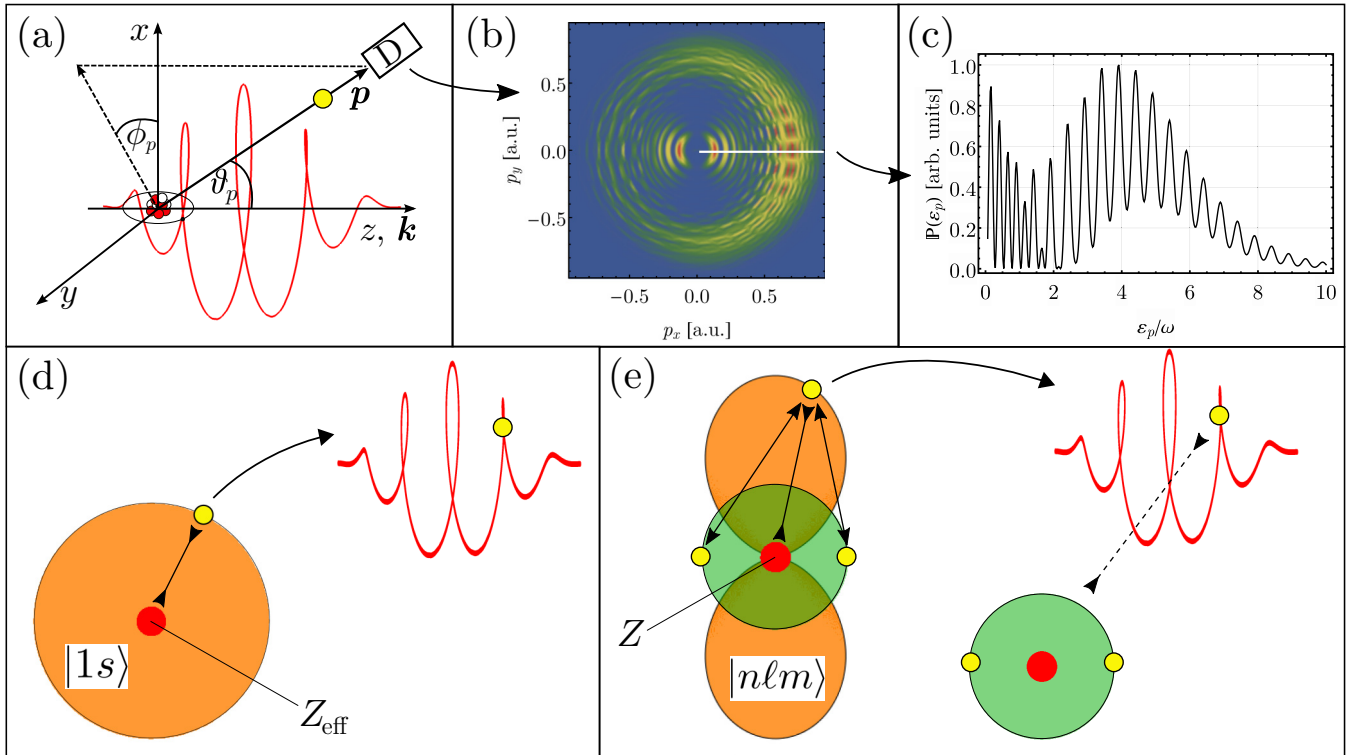 (a)
x
D
p
ϕ_p
ϑ_p
z, k
y
(b)
0.5
0.0
−0.5
p_y [a.u.]
−0.5 0.0 0.5
p_x [a.u.]
(c)
1.0
0.8
0.6
0.4
0.2
0.0
ℙ(ε_p) [arb. units]
0 2 4 6 8 10
ε_p/ω
(d)
|1s⟩
Z_eff
(e)
Z
|nℓm⟩